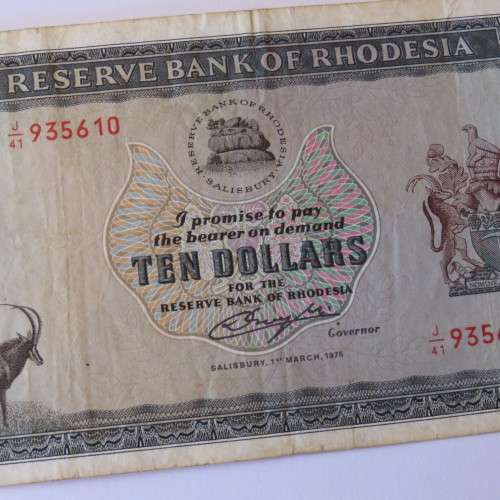 RESERVE BANK OF RHODESIA
J/41 935610
RESERVE BANK OF RHODESIA
SALISBURY
I promise to pay
the bearer on demand
TEN DOLLARS
FOR THE
RESERVE BANK OF RHODESIA
Governor
SALISBURY, 1ST MARCH, 1976
J/41 935